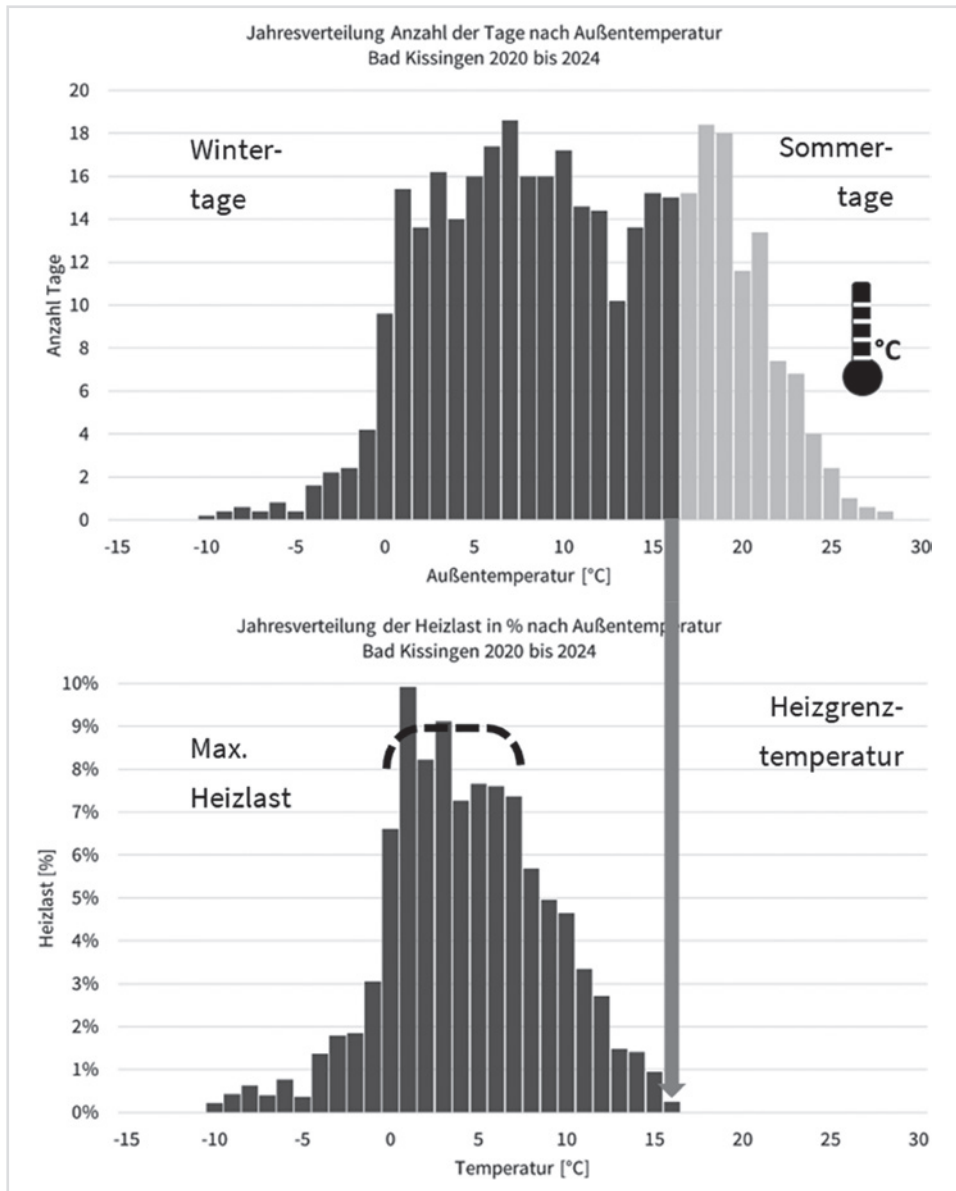 Jahresverteilung Anzahl der Tage nach Außentemperatur
Bad Kissingen 2020 bis 2024
20
18
16
14
12
10
8
6
4
2
0
Anzahl Tage
Winter-
tage
Sommer-
tage
°C
-15 -10 -5 0 5 10 15 20 25 30
Außentemperatur [°C]
Jahresverteilung der Heizlast in % nach Außentemperatur
Bad Kissingen 2020 bis 2024
10%
9%
8%
7%
6%
5%
4%
3%
2%
1%
0%
Heizlast [%]
Max.
Heizlast
Heizgrenz-
temperatur
-15 -10 -5 0 5 10 15 20 25 30
Temperatur [°C]